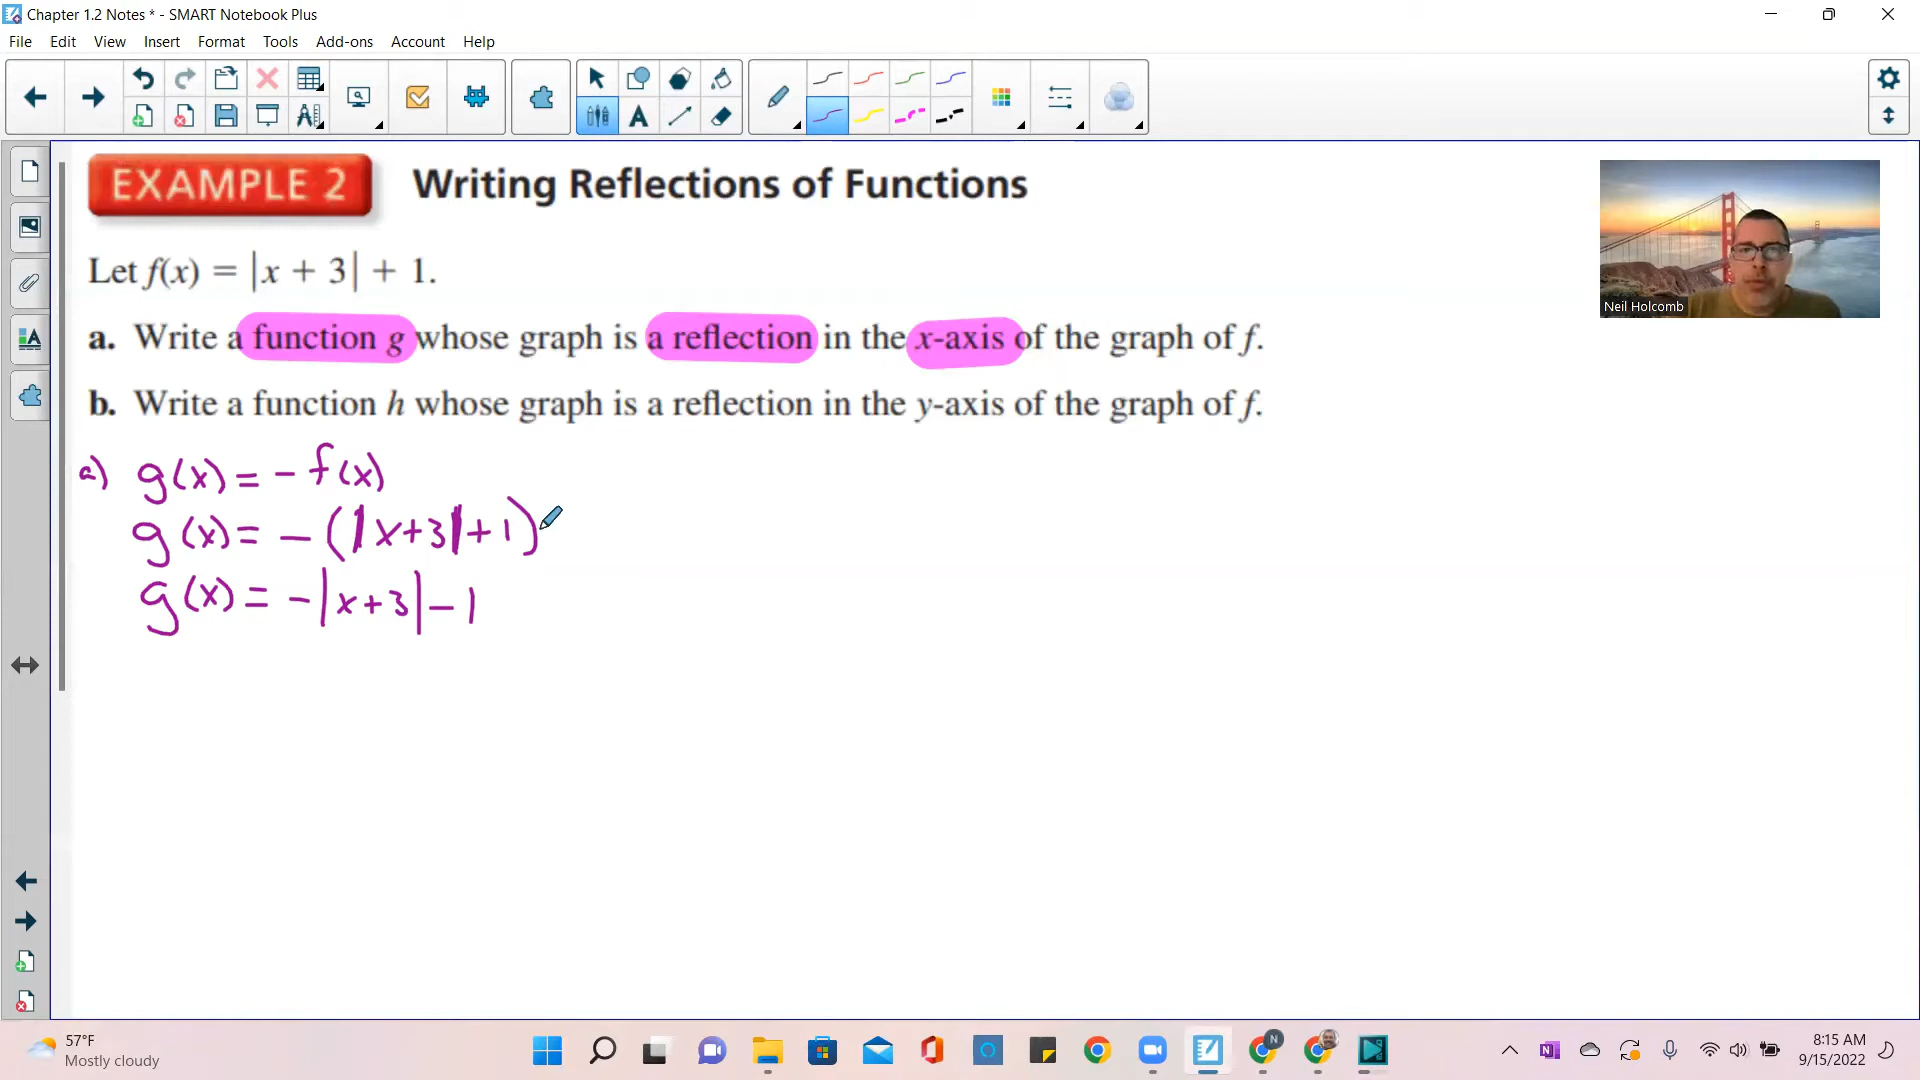 Chapter 1.2 Notes * - SMART Notebook Plus
File Edit View Insert Format Tools Add-ons Account Help
EXAMPLE 2 Writing Reflections of Functions
Let f(x) = |x + 3| + 1.
a. Write a function g whose graph is a reflection in the x-axis of the graph of f.
b. Write a function h whose graph is a reflection in the y-axis of the graph of f.
Neil Holcomb
a) g(x) = - f(x)
g(x) = - (|x+3|+1)
g(x) = -|x+3|-1
57°F
Mostly cloudy
8:15 AM
9/15/2022